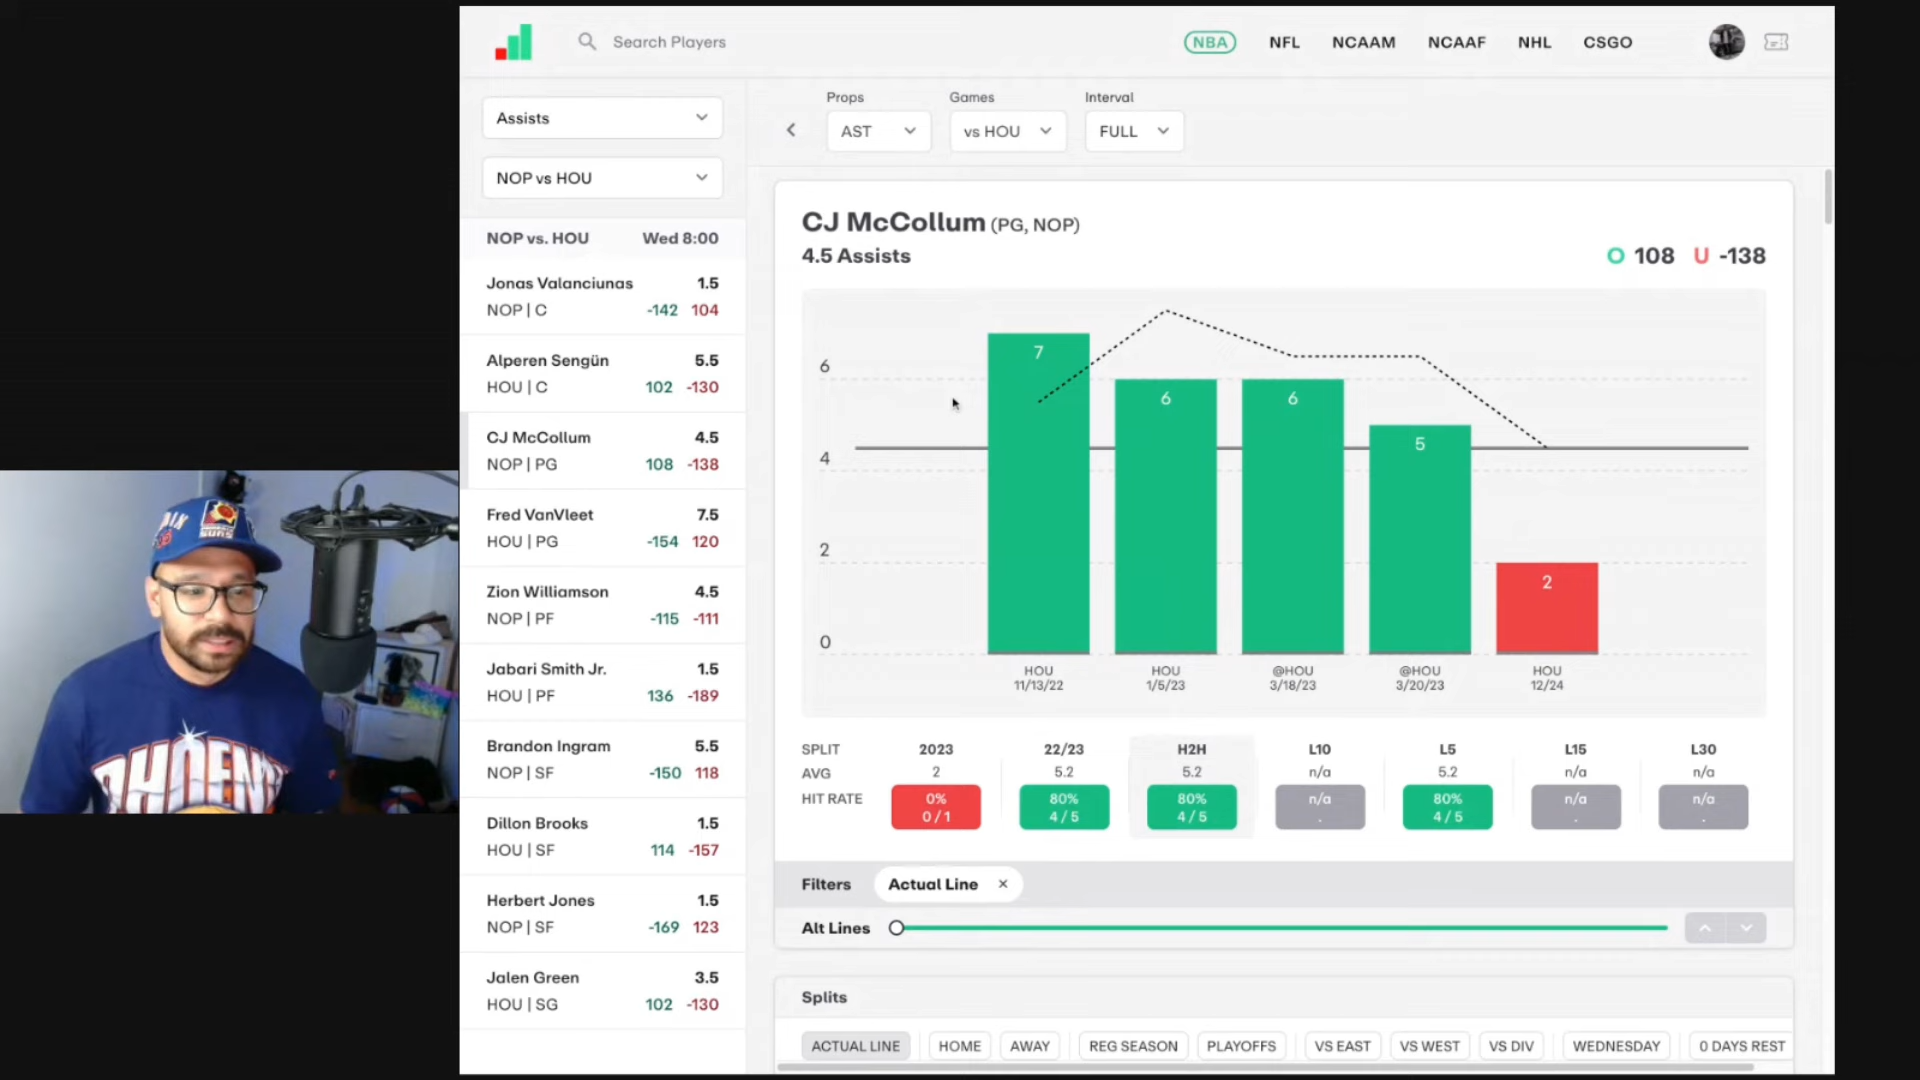 Search Players
NBA NFL NCAAM NCAAF NHL CSGO
Assists
NOP vs HOU
NOP vs. HOU Wed 8:00
Jonas Valanciunas 1.5
NOP | C -142 104
Alperen Sengün 5.5
HOU | C 102 -130
CJ McCollum 4.5
NOP | PG 108 -138
Fred VanVleet 7.5
HOU | PG -154 120
Zion Williamson 4.5
NOP | PF -115 -111
Jabari Smith Jr. 1.5
HOU | PF 136 -189
Brandon Ingram 5.5
NOP | SF -150 118
Dillon Brooks 1.5
HOU | SF 114 -157
Herbert Jones 1.5
NOP | SF -169 123
Jalen Green 3.5
HOU | SG 102 -130
Props Games Interval
AST vs HOU FULL
CJ McCollum (PG, NOP)
4.5 Assists O 108 U -138
6
4
2
0
7
6
6
5
2
HOU HOU @HOU @HOU HOU
11/13/22 1/5/23 3/18/23 3/20/23 12/24
SPLIT 2023 22/23 H2H L10 L5 L15 L30
AVG 2 5.2 5.2 n/a 5.2 n/a n/a
HIT RATE 0% 80% 80% n/a 80% n/a n/a
0 / 1 4 / 5 4 / 5 . 4 / 5 . .
Filters Actual Line ×
Alt Lines
Splits
ACTUAL LINE HOME AWAY REG SEASON PLAYOFFS VS EAST VS WEST VS DIV WEDNESDAY 0 DAYS REST
SUNS
PHOENI